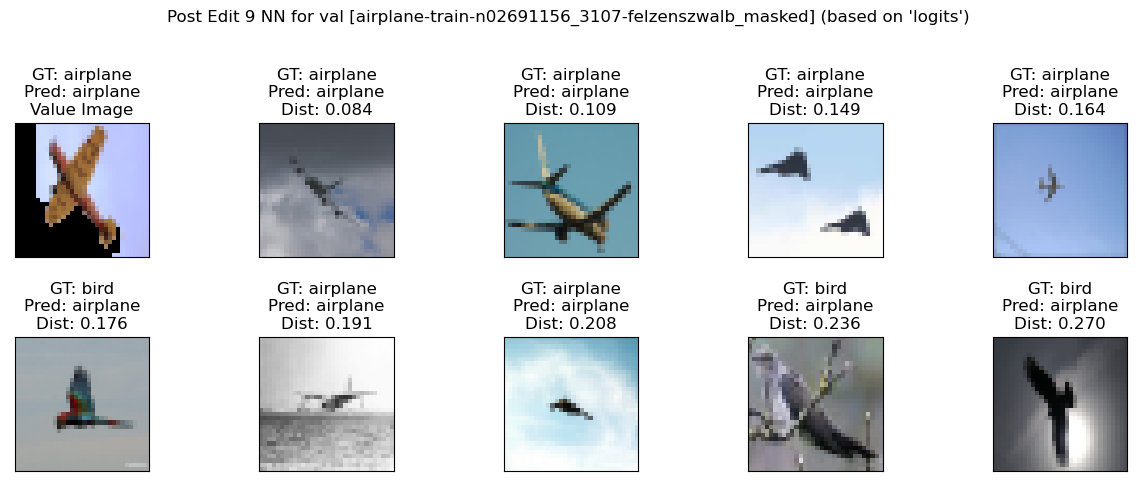 Post Edit 9 NN for val [airplane-train-n02691156_3107-felzenszwalb_masked] (based on 'logits')
GT: airplane
Pred: airplane
Value Image
GT: airplane
Pred: airplane
Dist: 0.084
GT: airplane
Pred: airplane
Dist: 0.109
GT: airplane
Pred: airplane
Dist: 0.149
GT: airplane
Pred: airplane
Dist: 0.164
GT: bird
Pred: airplane
Dist: 0.176
GT: airplane
Pred: airplane
Dist: 0.191
GT: airplane
Pred: airplane
Dist: 0.208
GT: bird
Pred: airplane
Dist: 0.236
GT: bird
Pred: airplane
Dist: 0.270